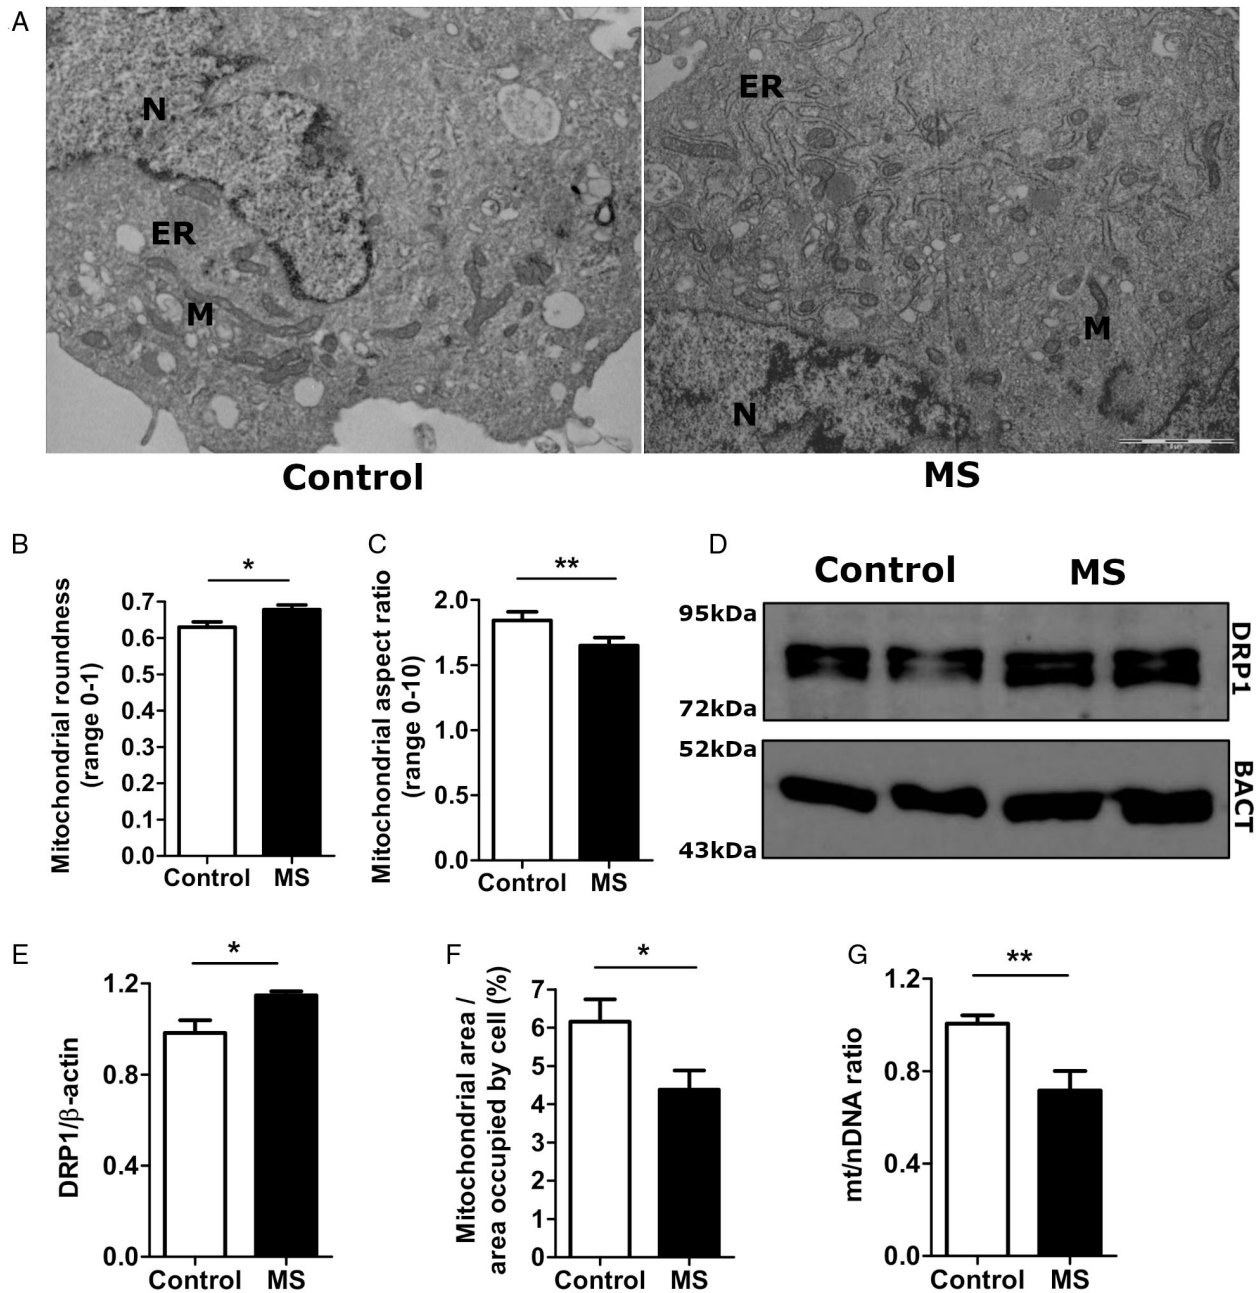 A
N
ER
M
ER
M
N
Control
MS
B
*
Mitochondrial roundness
(range 0-1)
0.7
0.6
0.5
0.4
0.3
0.2
0.1
0.0
Control MS
C
**
Mitochondrial aspect ratio
(range 0-10)
2.0
1.5
1.0
0.5
0.0
Control MS
D
Control MS
95kDa
72kDa
DRP1
52kDa
43kDa
BACT
E
*
DRP1/β-actin
1.2
0.8
0.4
0.0
Control MS
F
*
Mitochondrial area /
area occupied by cell (%)
7
6
5
4
3
2
1
0
Control MS
G
**
mt/nDNA ratio
1.2
0.8
0.4
0.0
Control MS